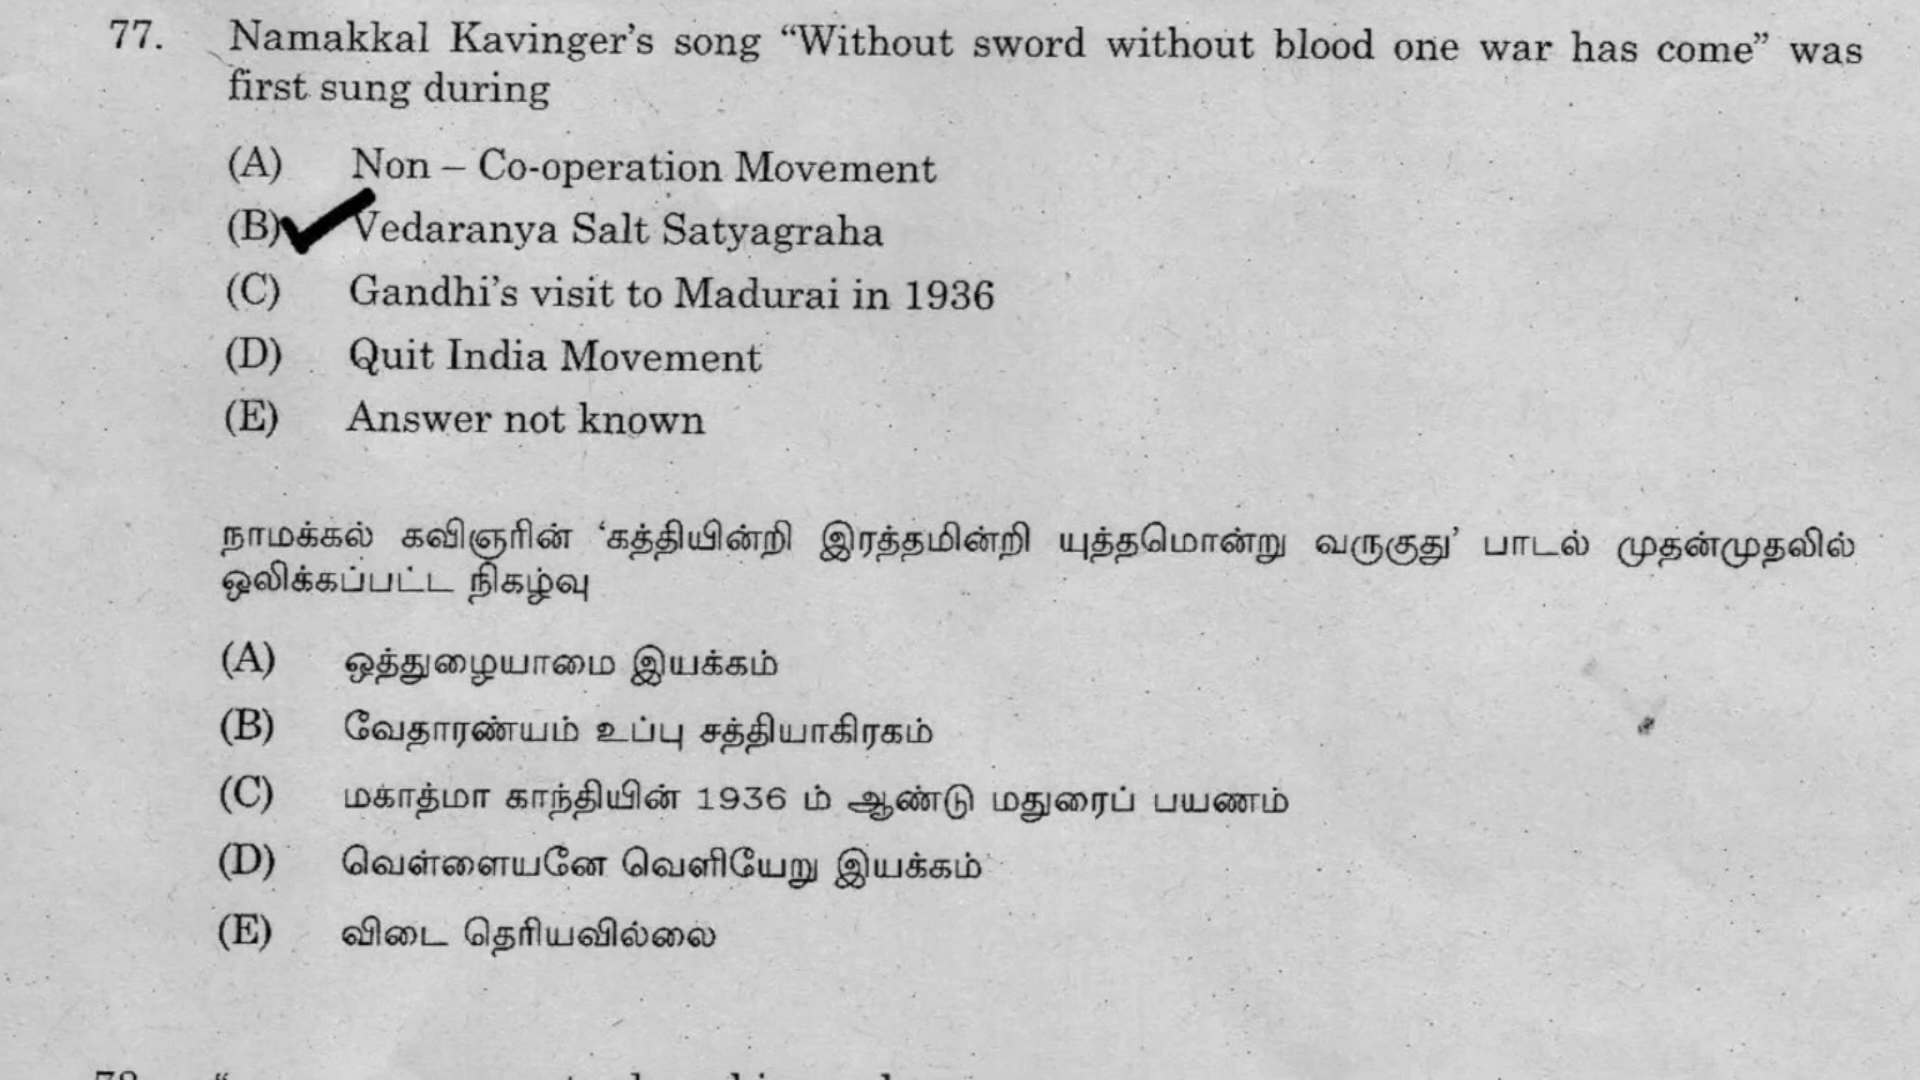 77. Namakkal Kavinger's song “Without sword without blood one war has come” was
first sung during
(A) Non – Co-operation Movement
(B) Vedaranya Salt Satyagraha
(C) Gandhi's visit to Madurai in 1936
(D) Quit India Movement
(E) Answer not known
நாமக்கல் கவிஞரின் ‘கத்தியின்றி இரத்தமின்றி யுத்தமொன்று வருகுது’ பாடல் முதன்முதலில்
ஒலிக்கப்பட்ட நிகழ்வு
(A) ஒத்துழையாமை இயக்கம்
(B) வேதாரண்யம் உப்பு சத்தியாகிரகம்
(C) மகாத்மா காந்தியின் 1936 ம் ஆண்டு மதுரைப் பயணம்
(D) வெள்ளையனே வெளியேறு இயக்கம்
(E) விடை தெரியவில்லை